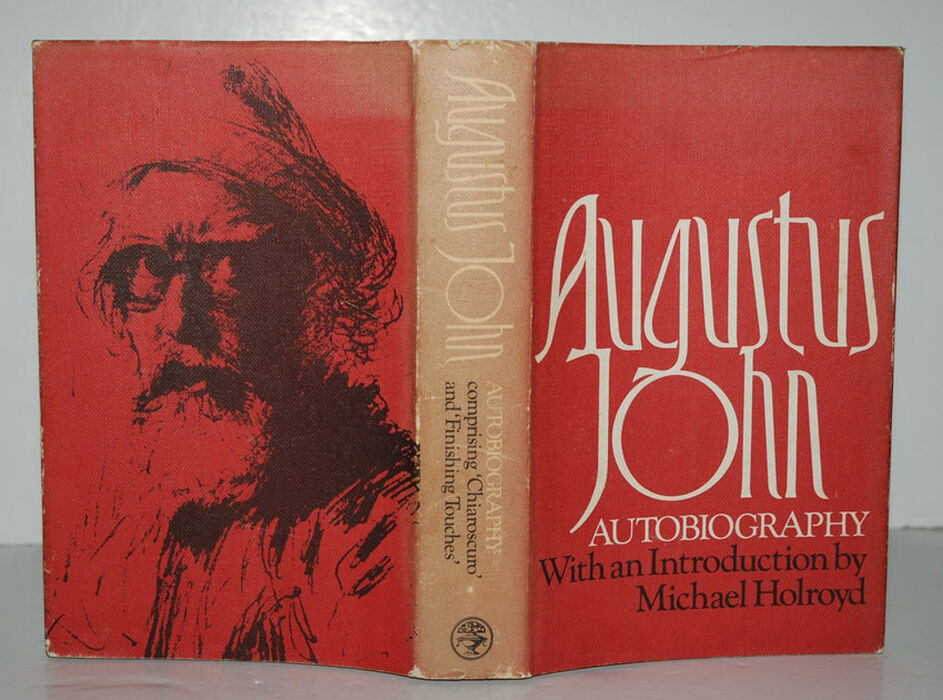 Augustus John
AUTOBIOGRAPHY
comprising ‘Chiaroscuro’
and ‘Finishing Touches’
Augustus
John
AUTOBIOGRAPHY
With an Introduction by
Michael Holroyd